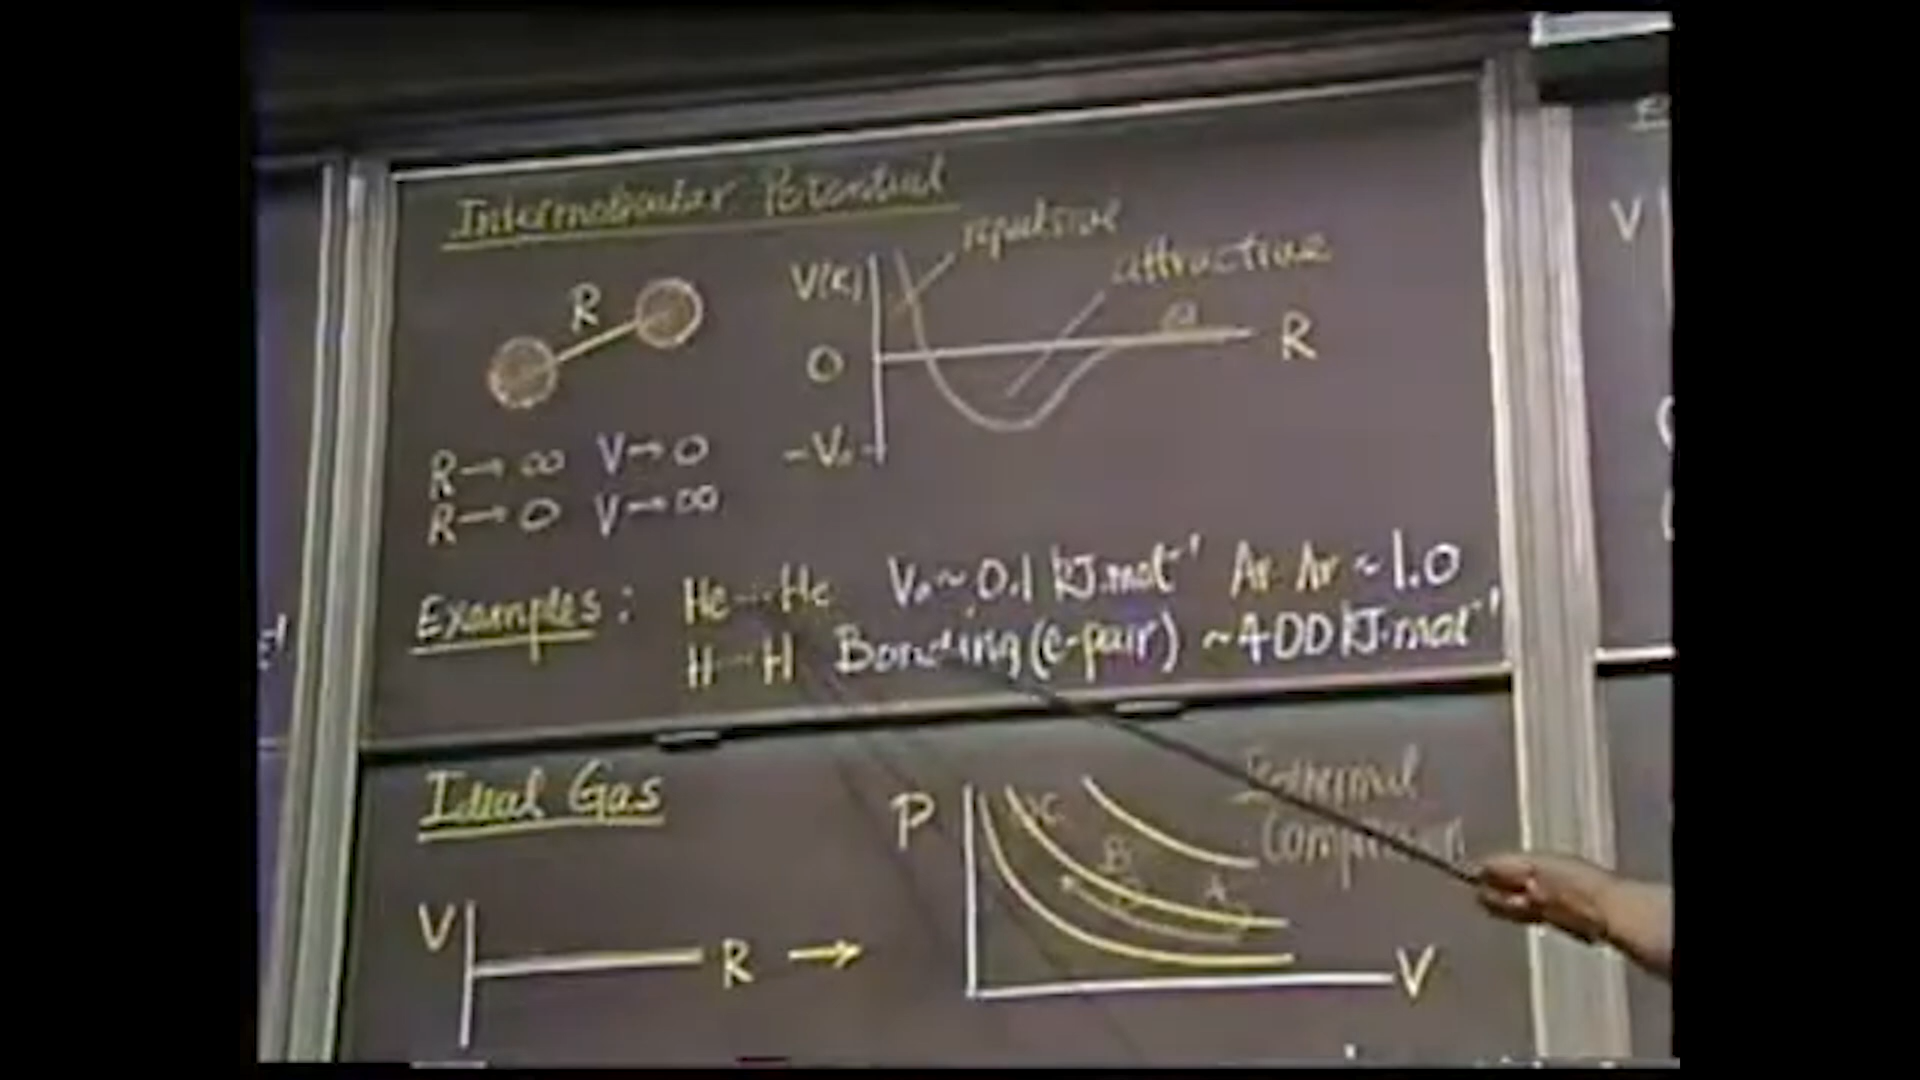 Intermolecular Potential
repulsive
attractive
R
V(R)
0
R
-V₀
R→∞ V→0
R→0 V→∞
Examples: He---He V₀~0.1 kJ.mol⁻¹ Ar Ar ~1.0
H---H Bonding (e-pair) ~400 kJ.mol⁻¹
Ideal Gas
P
C
B
A
Isothermal
Compression
V
V
R →
V